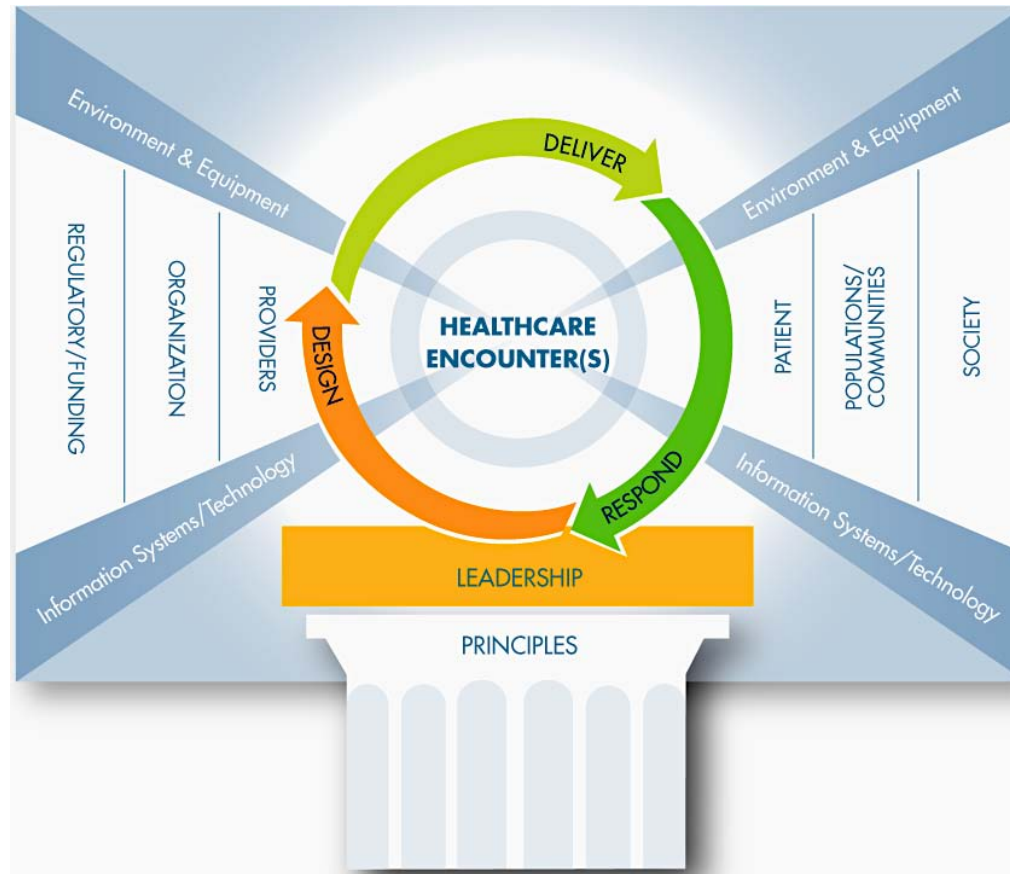 Environment & Equipment
Environment & Equipment
DELIVER
REGULATORY/FUNDING
ORGANIZATION
PROVIDERS
DESIGN
HEALTHCARE
ENCOUNTER(S)
PATIENT
POPULATIONS/
COMMUNITIES
SOCIETY
RESPOND
Information Systems/Technology
Information Systems/Technology
LEADERSHIP
PRINCIPLES